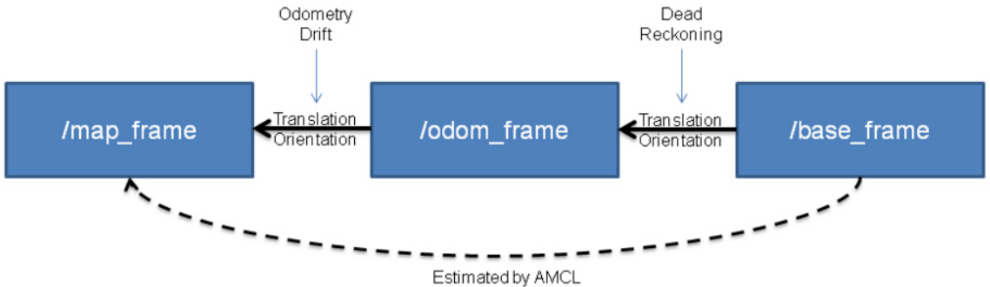 Odometry
Drift
Dead
Reckoning
/map_frame
Translation
Orientation
/odom_frame
Translation
Orientation
/base_frame
Estimated by AMCL